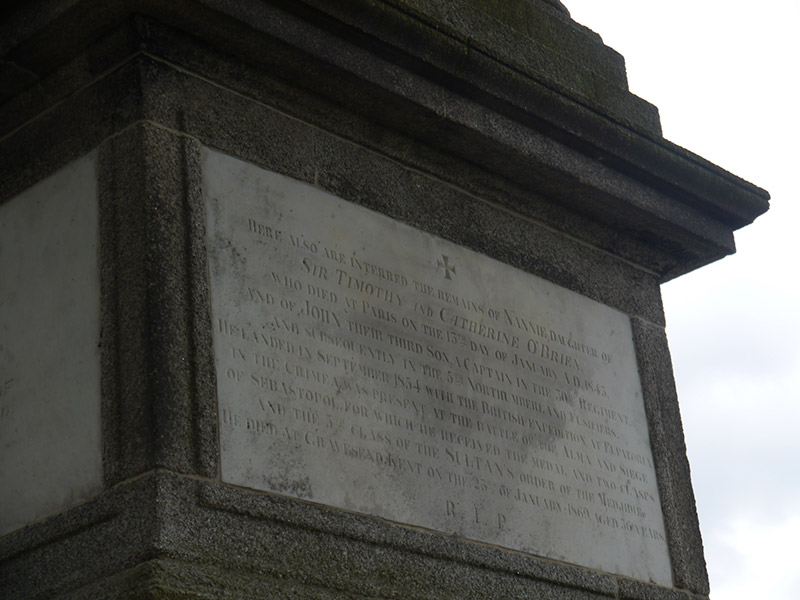 HERE ALSO ARE INTERRED THE REMAINS OF NANNIE DAUGHTER OF
SIR TIMOTHY AND CATHERINE O'BRIEN,
WHO DIED AT PARIS ON THE 15TH DAY OF JANUARY A.D. 1845,
AND OF JOHN THEIR THIRD SON, A CAPTAIN IN THE REGIMENT,
AND SUBSEQUENTLY IN THE 5TH NORTHUMBERLAND FUSILIERS.
HE LANDED IN SEPTEMBER 1854 WITH THE BRITISH EXPEDITION AT EUPATORIA
IN THE CRIMEA, WAS PRESENT AT THE BATTLE OF THE ALMA AND SIEGE
OF SEBASTOPOL, FOR WHICH HE RECEIVED THE MEDAL AND TWO CLASPS
AND THE 5TH CLASS OF THE SULTAN'S ORDER OF THE MEDJIDIE.
HE DIED AT GRAVESEND, KENT ON THE 25TH OF JANUARY 1869, AGED YEARS.
R.I.P.